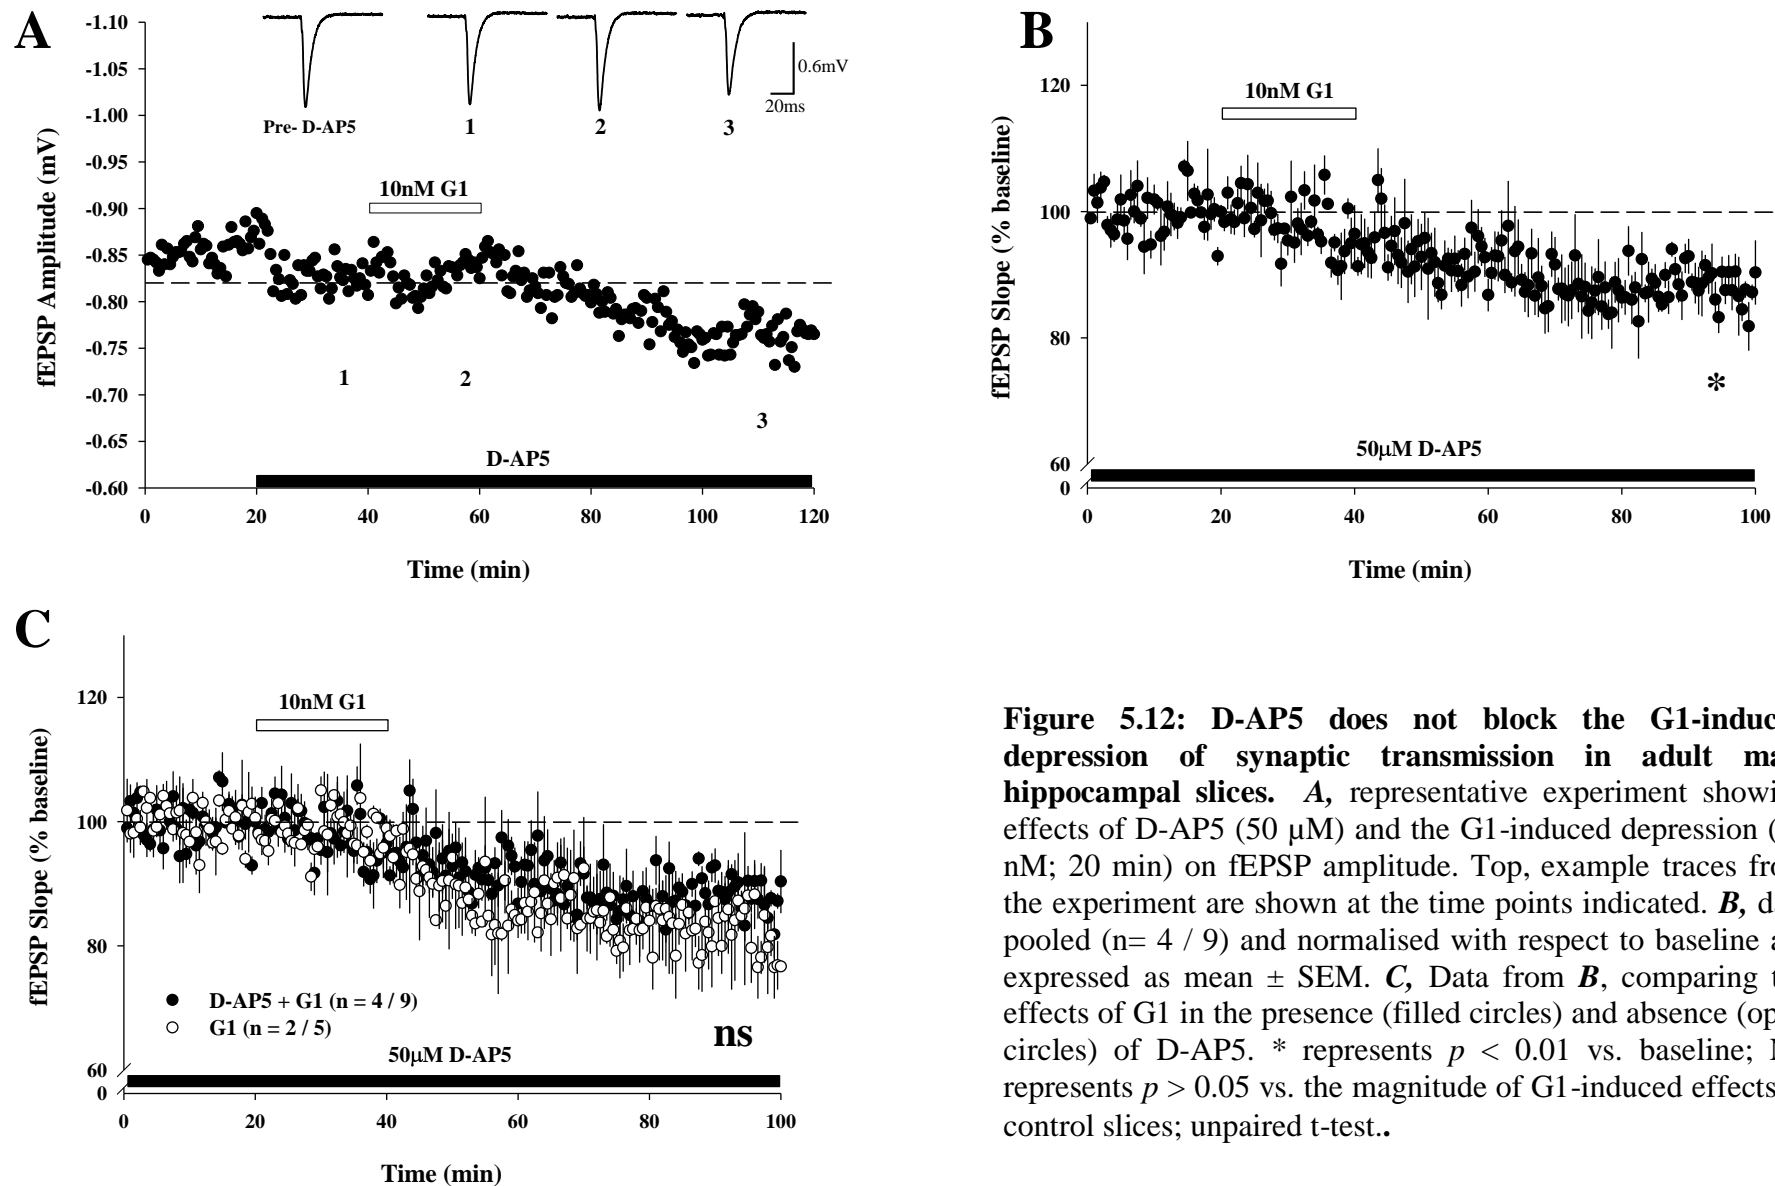 A
-1.10
-1.05
-1.00
-0.95
-0.90
-0.85
-0.80
-0.75
-0.70
-0.65
-0.60
fEPSP Amplitude (mV)
Pre- D-AP5
1
2
3
0.6mV
20ms
10nM G1
1
2
3
D-AP5
0 20 40 60 80 100 120
Time (min)
B
120
100
80
60
0
fEPSP Slope (% baseline)
10nM G1
*
50µM D-AP5
0 20 40 60 80 100
Time (min)
C
120
100
80
60
0
fEPSP Slope (% baseline)
10nM G1
D-AP5 + G1 (n = 4 / 9)
G1 (n = 2 / 5)
ns
50µM D-AP5
0 20 40 60 80 100
Time (min)
Figure 5.12: D-AP5 does not block the G1-induc
depression of synaptic transmission in adult ma
hippocampal slices. A, representative experiment showi
effects of D-AP5 (50 µM) and the G1-induced depression (
nM; 20 min) on fEPSP amplitude. Top, example traces fro
the experiment are shown at the time points indicated. B, da
pooled (n= 4 / 9) and normalised with respect to baseline a
expressed as mean ± SEM. C, Data from B, comparing t
effects of G1 in the presence (filled circles) and absence (op
circles) of D-AP5. * represents p < 0.01 vs. baseline; N
represents p > 0.05 vs. the magnitude of G1-induced effects
control slices; unpaired t-test..